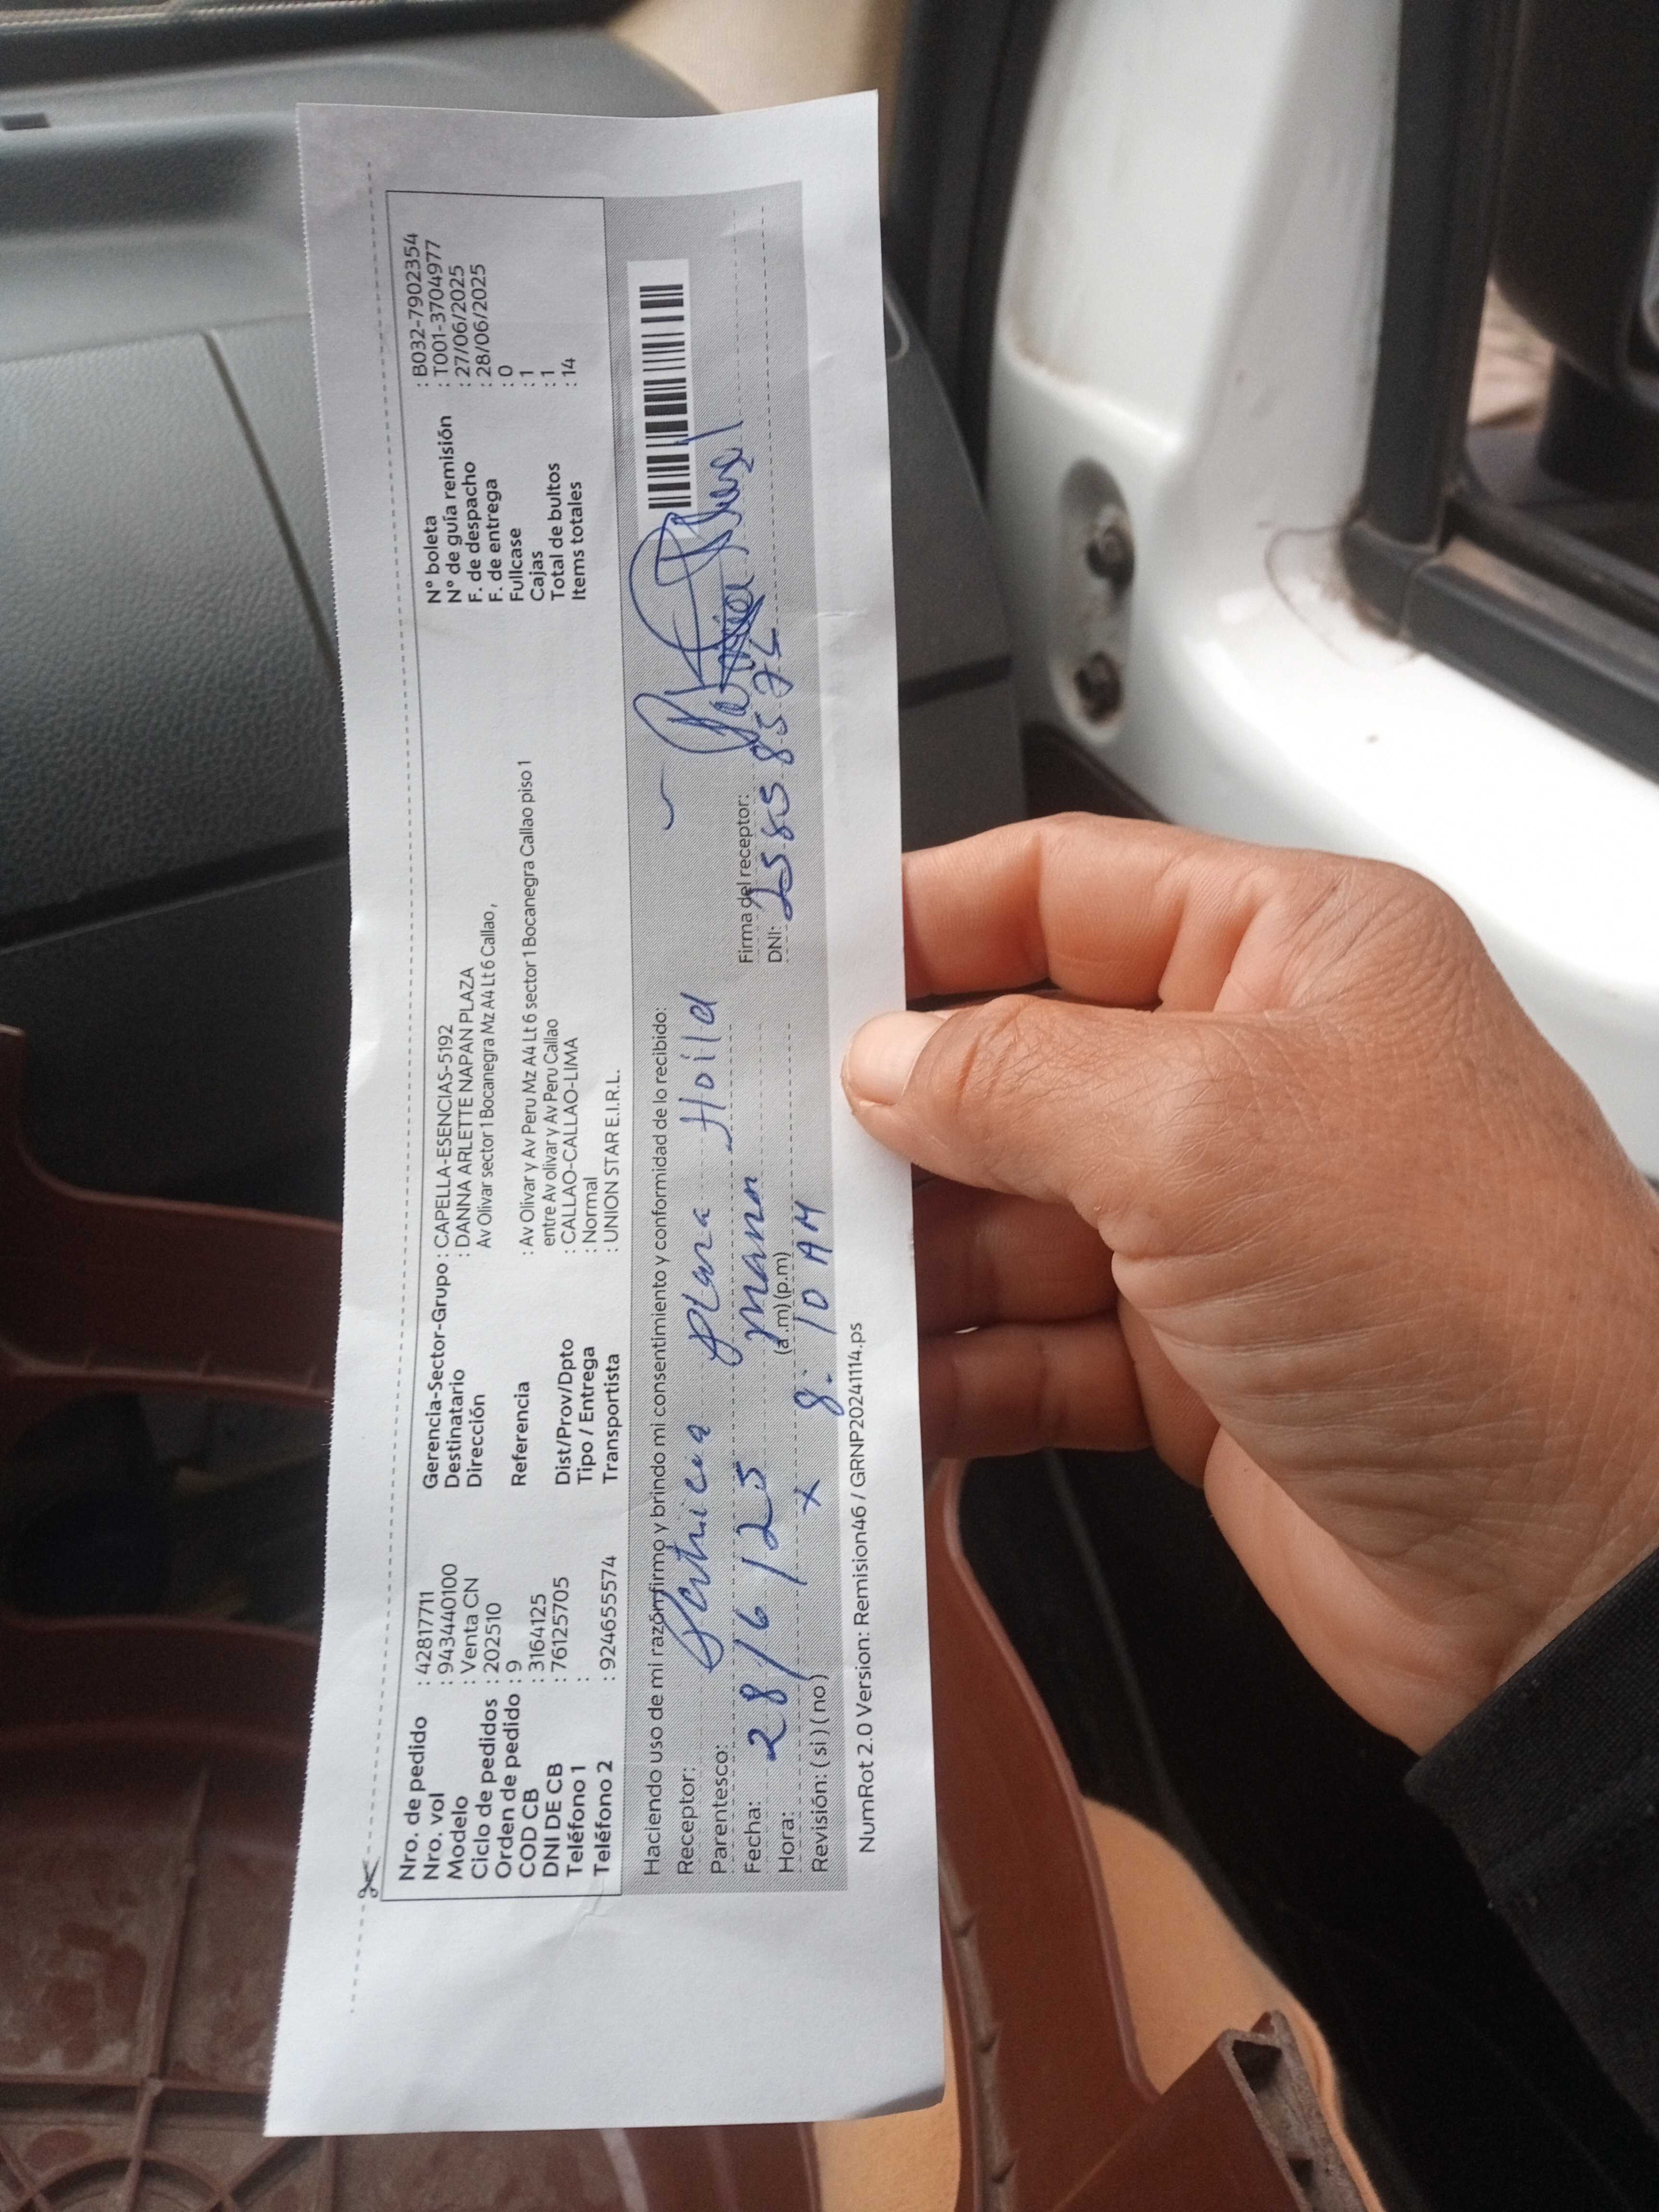 Nro. de pedido : 42817711
Nro. vol : 9434440100
Modelo : Venta CN
Ciclo de pedidos : 202510
Orden de pedido : 9
COD CB : 3164125
DNI DE CB : 76125705
Teléfono 1 :
Teléfono 2 : 924655574
Gerencia-Sector-Grupo : CAPELLA-ESENCIAS-5192
Destinatario : DANNA ARLETTE NAPAN PLAZA
Dirección Av Olivar sector 1 Bocanegra Mz A4 Lt 6 Callao ,
Referencia : Av Olivar y Av Peru Mz A4 Lt 6 sector 1 Bocanegra Callao piso 1
entre Av olivar y Av Peru Callao
Dist/Prov/Dpto : CALLAO-CALLAO-LIMA
Tipo / Entrega : Normal
Transportista : UNION STAR E.I.R.L.
N° boleta : B032-7902354
N° de guía remisión : T001-3704977
F. de despacho : 27/06/2025
F. de entrega : 28/06/2025
Fullcase : 0
Cajas : 1
Total de bultos : 1
Items totales : 14
Haciendo uso de mi razón firmo y brindo mi consentimiento y conformidad de lo recibido:
Receptor: plaza
Parentesco: mama
Fecha: 28/6/25
Hora: (a.m) (p.m) 8:10 AM
Revisión: ( si ) ( no ) x
Firma del receptor:
DNI: 25858575
NumRot 2.0 Version: Remision46 / GRNP20241114.ps